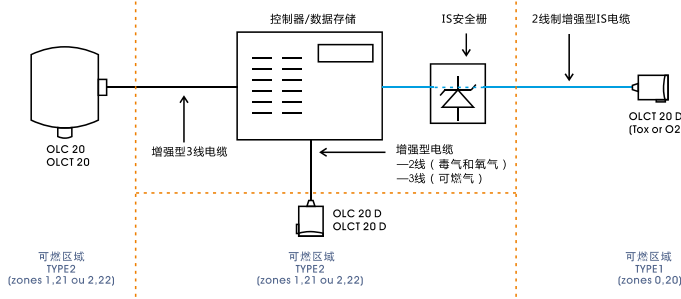 控制器/数据存储
IS安全栅
2线制增强型IS电缆
OLC 20
OLCT 20
增强型3线电缆
增强型电缆
—2线（毒气和氧气）
—3线（可燃气）
OLCT 20 D
(Tox or O2
OLC 20 D
OLCT 20 D
可燃区域
TYPE2
(zones 1,21 ou 2,22)
可燃区域
TYPE2
(zones 1,21 ou 2,22)
可燃区域
TYPE1
(zones 0,20)